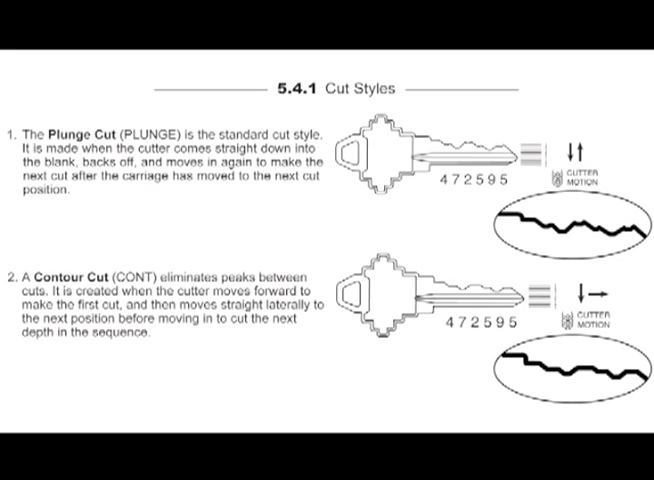 5.4.1 Cut Styles
1. The Plunge Cut (PLUNGE) is the standard cut style.
It is made when the cutter comes straight down into
the blank, backs off, and moves in again to make the
next cut after the carriage has moved to the next cut
position.
472595
CUTTER
MOTION
2. A Contour Cut (CONT) eliminates peaks between
cuts. It is created when the cutter moves forward to
make the first cut, and then moves straight laterally to
the next position before moving in to cut the next
depth in the sequence.
472595
CUTTER
MOTION